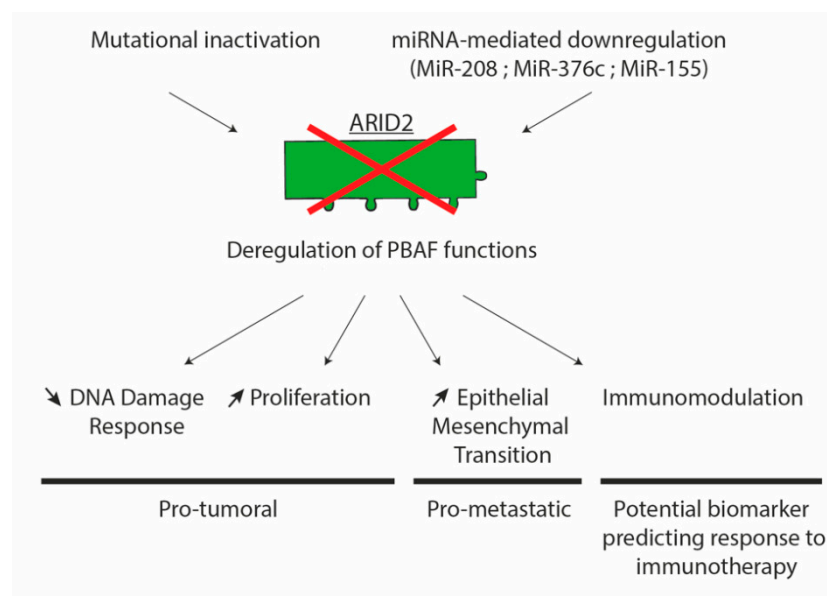 Mutational inactivation
miRNA-mediated downregulation
(MiR-208 ; MiR-376c ; MiR-155)
ARID2
Deregulation of PBAF functions
DNA Damage
Response
Proliferation
Epithelial
Mesenchymal
Transition
Immunomodulation
Pro-tumoral
Pro-metastatic
Potential biomarker
predicting response to
immunotherapy